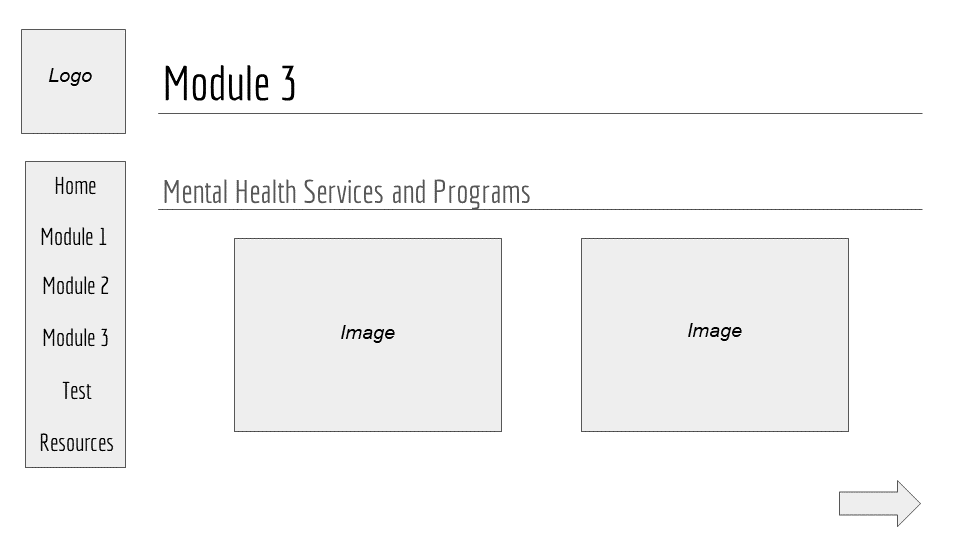 Logo
Module 3
Home
Module 1
Module 2
Module 3
Test
Resources
Mental Health Services and Programs
Image
Image